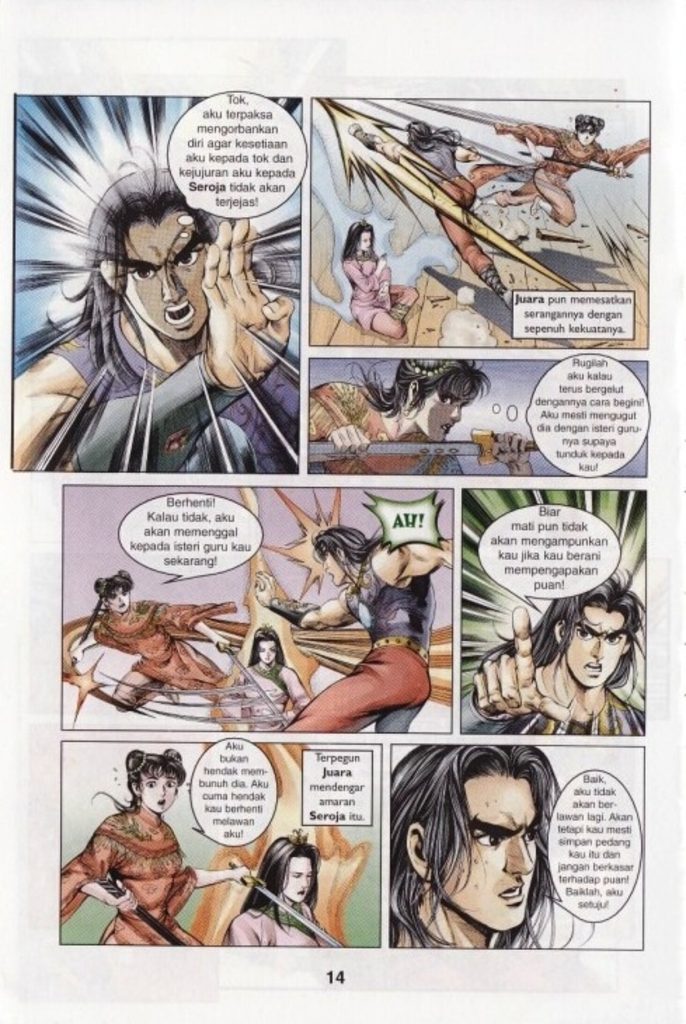 Tok,
aku terpaksa
mengorbankan
diri agar kesetiaan
aku kepada tok dan
kejujuran aku kepada
Seroja tidak akan
terjejas!
Juara pun memesatkan
serangannya dengan
sepenuh kekuatanya.
Rugilah
aku kalau
terus bergelut
dengannya cara begini!
Aku mesti mengugut
dia dengan isteri guru-
nya supaya
tunduk kepada
kau!
Berhenti!
Kalau tidak, aku
akan memenggal
kepada isteri guru kau
sekarang!
AH!
Biar
mati pun tidak
akan mengampunkan
kau jika kau berani
mempengapakan
puan!
Aku
bukan
hendak mem-
bunuh dia. Aku
cuma hendak
kau berhenti
melawan
aku!
Terpegun
Juara
mendengar
amaran
Seroja itu.
Baik,
aku tidak
akan ber-
lawan lagi. Akan
tetapi kau mesti
simpan pedang
kau itu dan
jangan berkasar
terhadap puan!
Baiklah, aku
setuju!
14